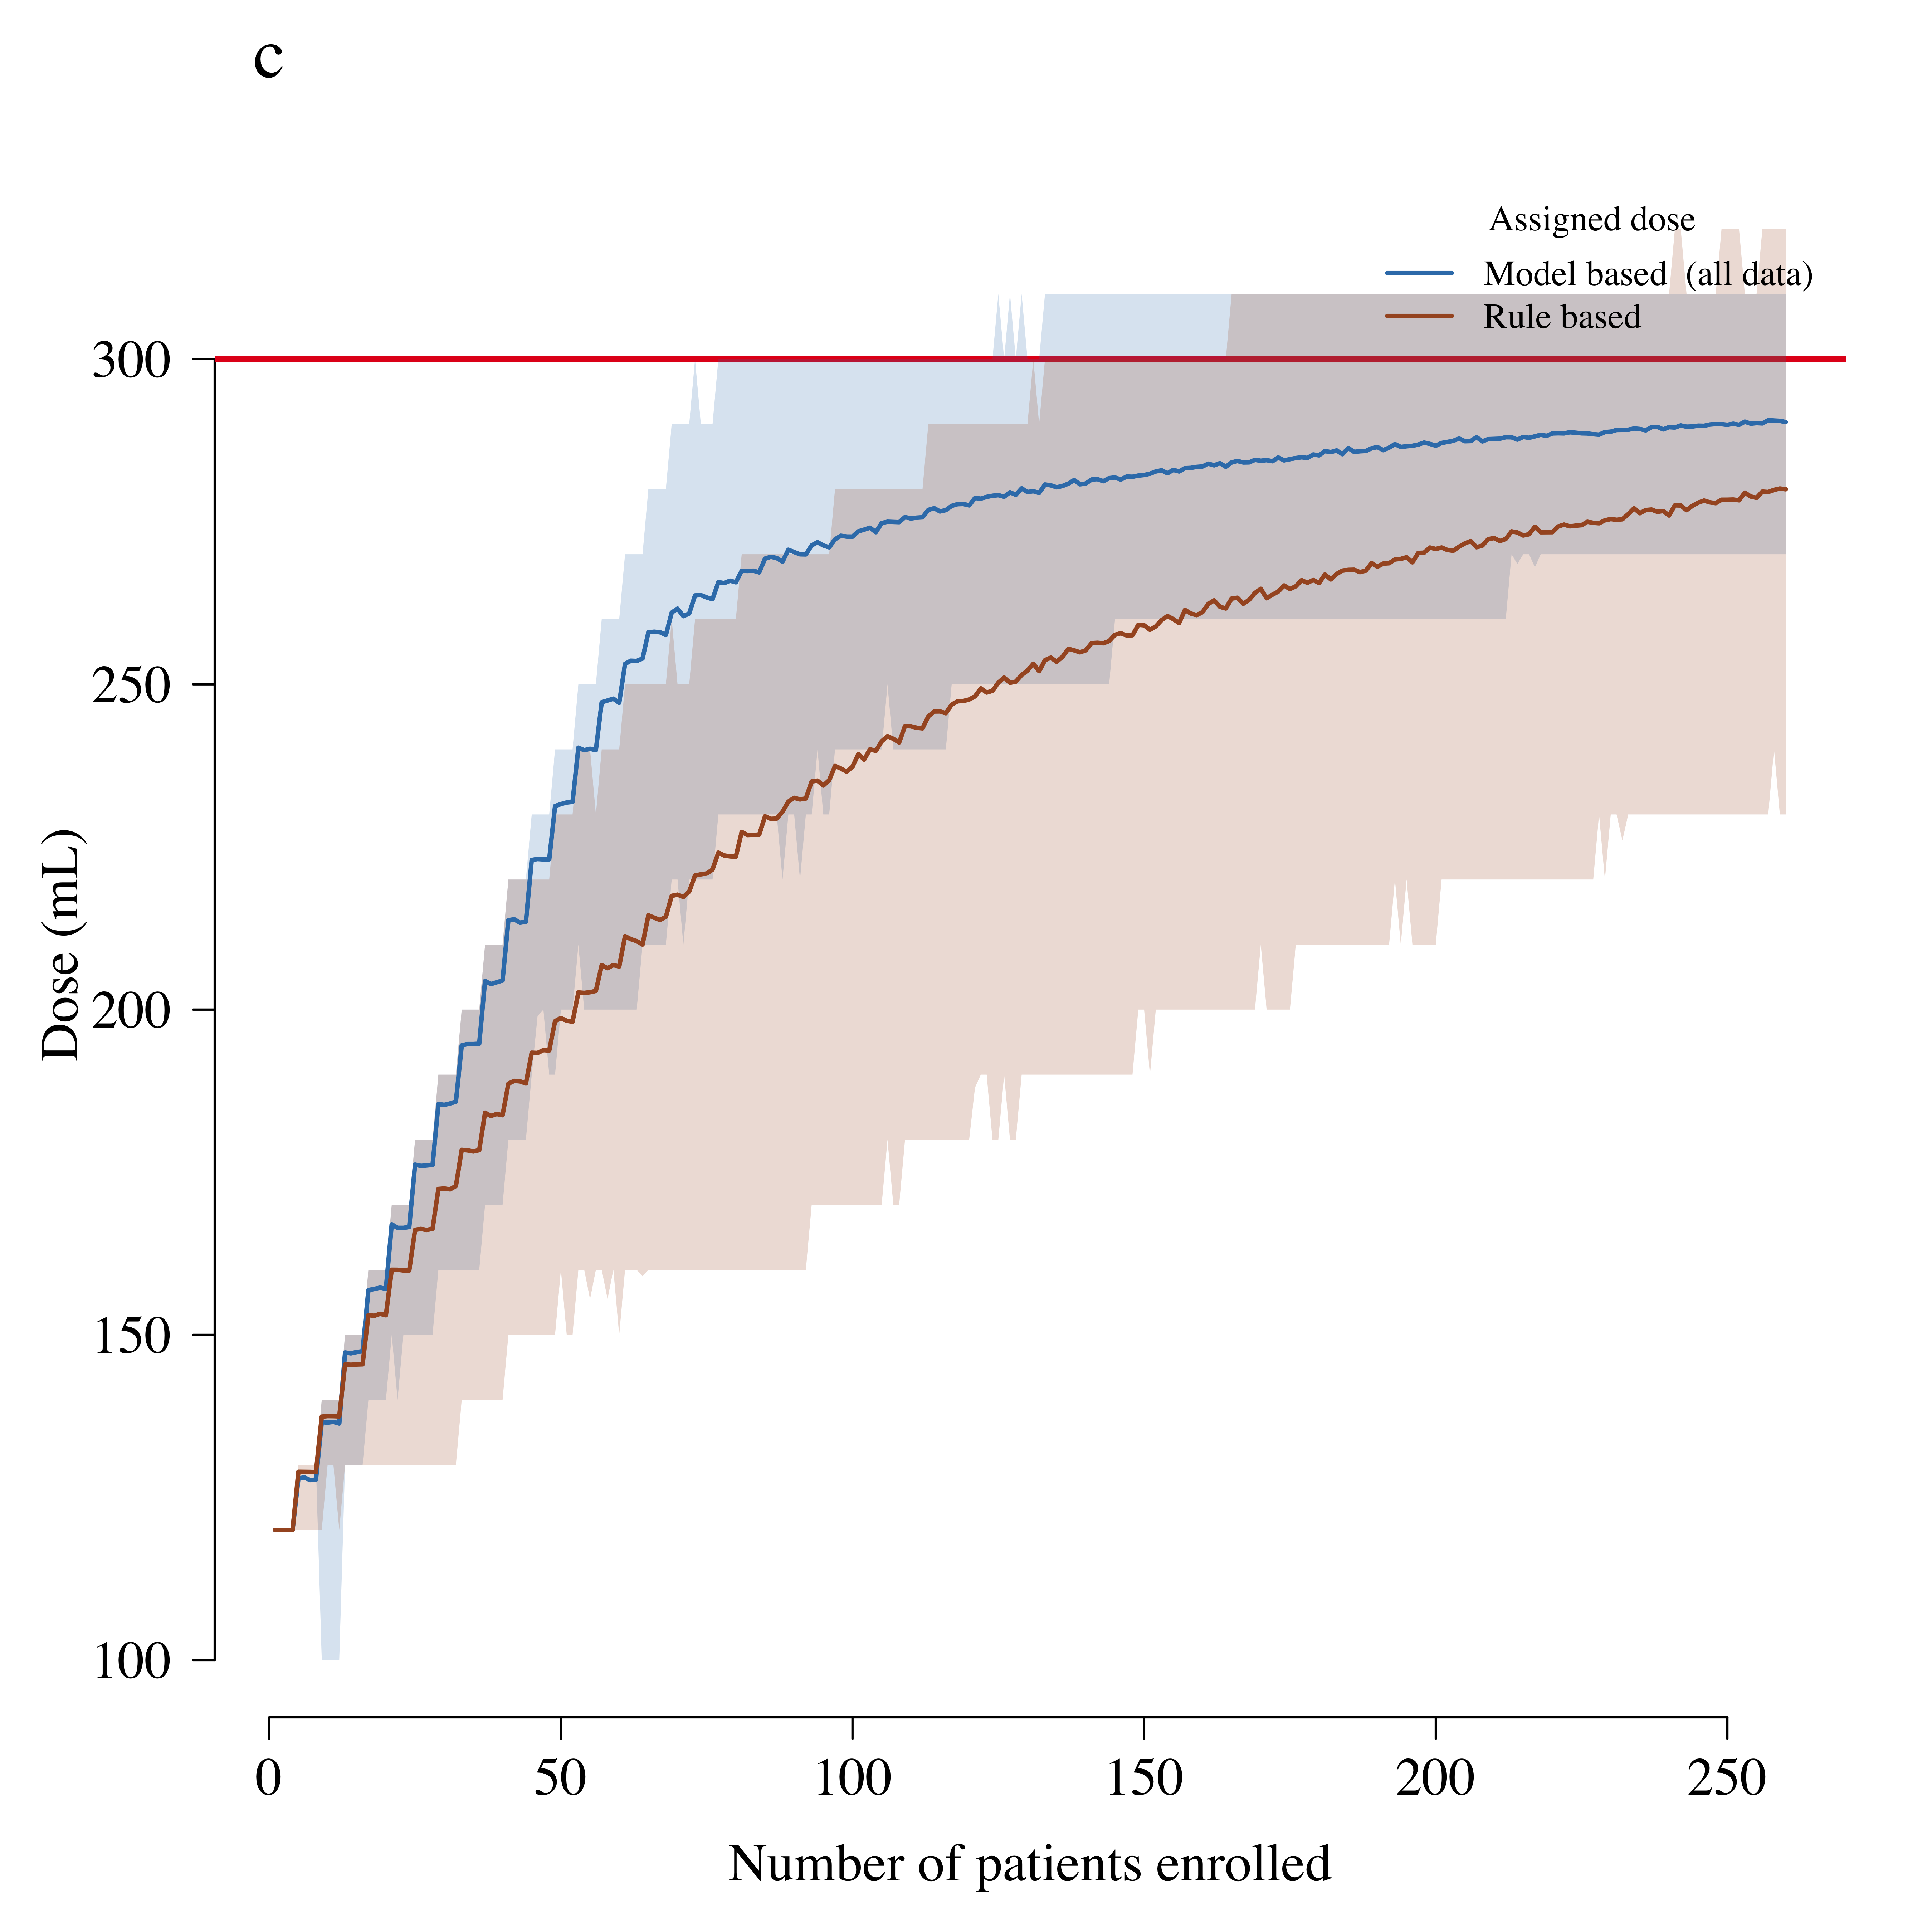 c
Assigned dose
Model based (all data)
Rule based
300
250
200
150
100
Dose (mL)
0 50 100 150 200 250
Number of patients enrolled